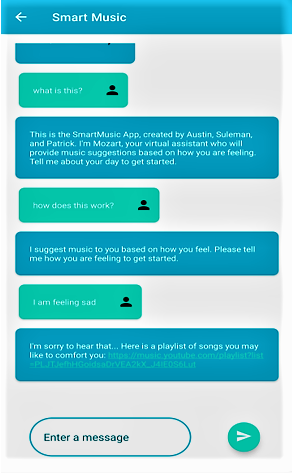 Smart Music
what is this?
This is the SmartMusic App, created by Austin, Suleman,
and Patrick. I'm Mozart, your virtual assistant who will
provide music suggestions based on how you are feeling.
Tell me about your day to get started.
how does this work?
I suggest music to you based on how you feel. Please tell
me how you are feeling to get started.
I am feeling sad
I'm sorry to hear that... Here is a playlist of songs you may
like to comfort you: https://music.youtube.com/playlist?list
Enter a message